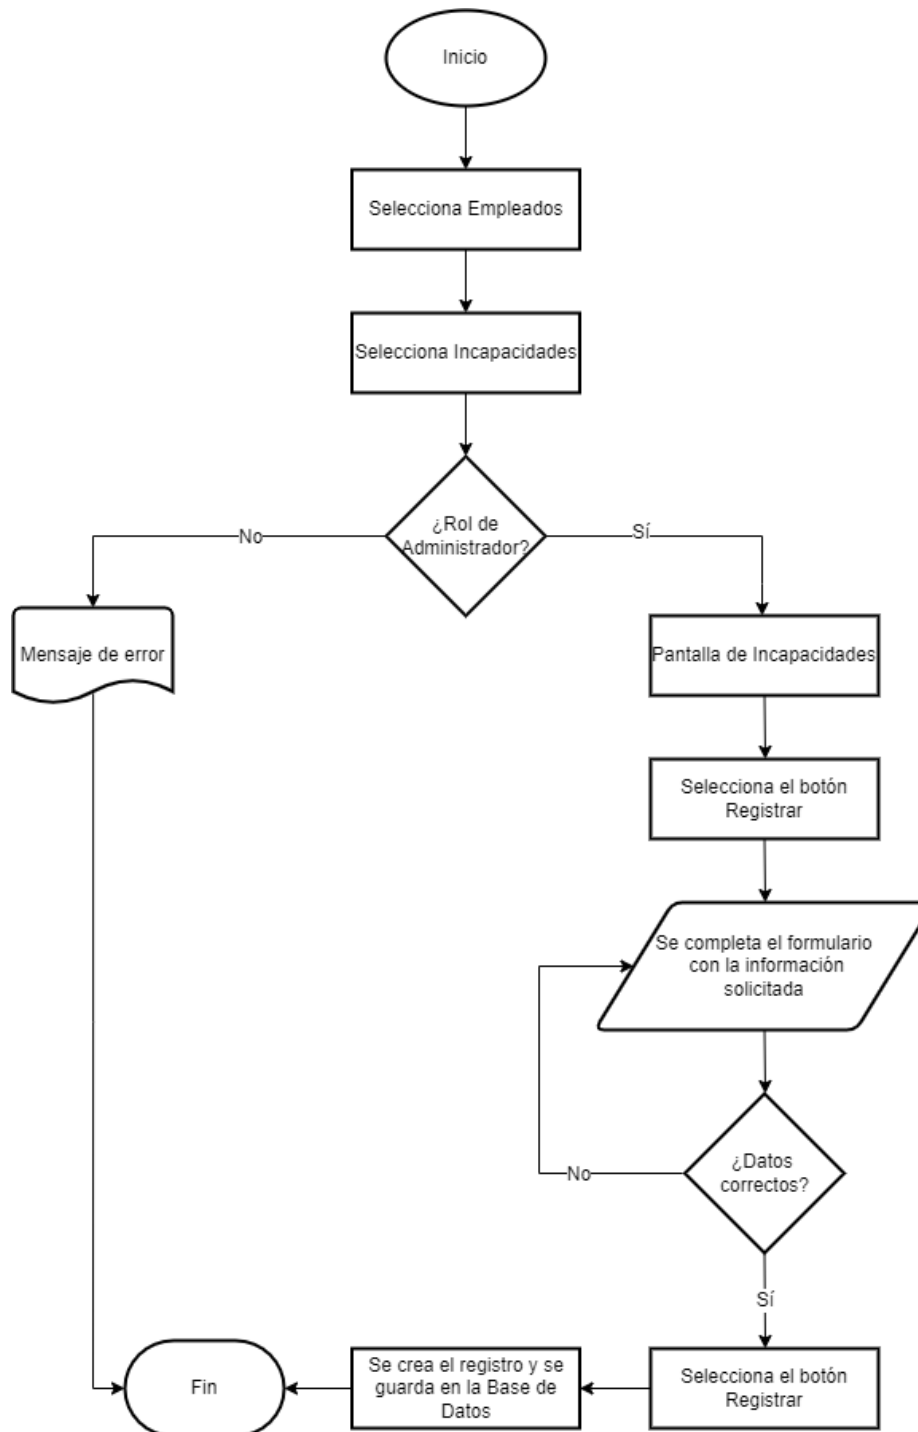 Inicio
Selecciona Empleados
Selecciona Incapacidades
¿Rol de
Administrador?
No
Sí
Mensaje de error
Pantalla de Incapacidades
Selecciona el botón
Registrar
Se completa el formulario
con la información
solicitada
¿Datos
correctos?
No
Sí
Selecciona el botón
Registrar
Se crea el registro y se
guarda en la Base de
Datos
Fin